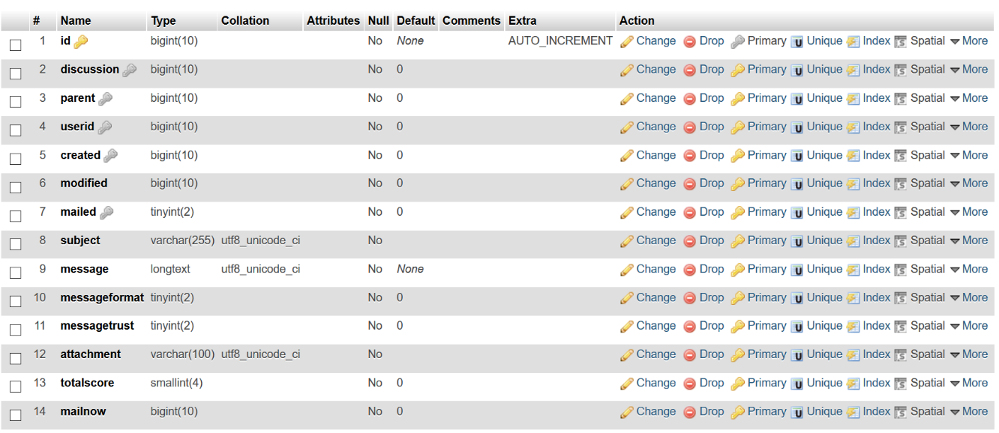 # Name Type Collation Attributes Null Default Comments Extra Action
1 id bigint(10) No None AUTO_INCREMENT Change Drop Primary Unique Index Spatial More
2 discussion bigint(10) No 0 Change Drop Primary Unique Index Spatial More
3 parent bigint(10) No 0 Change Drop Primary Unique Index Spatial More
4 userid bigint(10) No 0 Change Drop Primary Unique Index Spatial More
5 created bigint(10) No 0 Change Drop Primary Unique Index Spatial More
6 modified bigint(10) No 0 Change Drop Primary Unique Index Spatial More
7 mailed tinyint(2) No 0 Change Drop Primary Unique Index Spatial More
8 subject varchar(255) utf8_unicode_ci No Change Drop Primary Unique Index Spatial More
9 message longtext utf8_unicode_ci No None Change Drop Primary Unique Index Spatial More
10 messageformat tinyint(2) No 0 Change Drop Primary Unique Index Spatial More
11 messagetrust tinyint(2) No 0 Change Drop Primary Unique Index Spatial More
12 attachment varchar(100) utf8_unicode_ci No Change Drop Primary Unique Index Spatial More
13 totalscore smallint(4) No 0 Change Drop Primary Unique Index Spatial More
14 mailnow bigint(10) No 0 Change Drop Primary Unique Index Spatial More